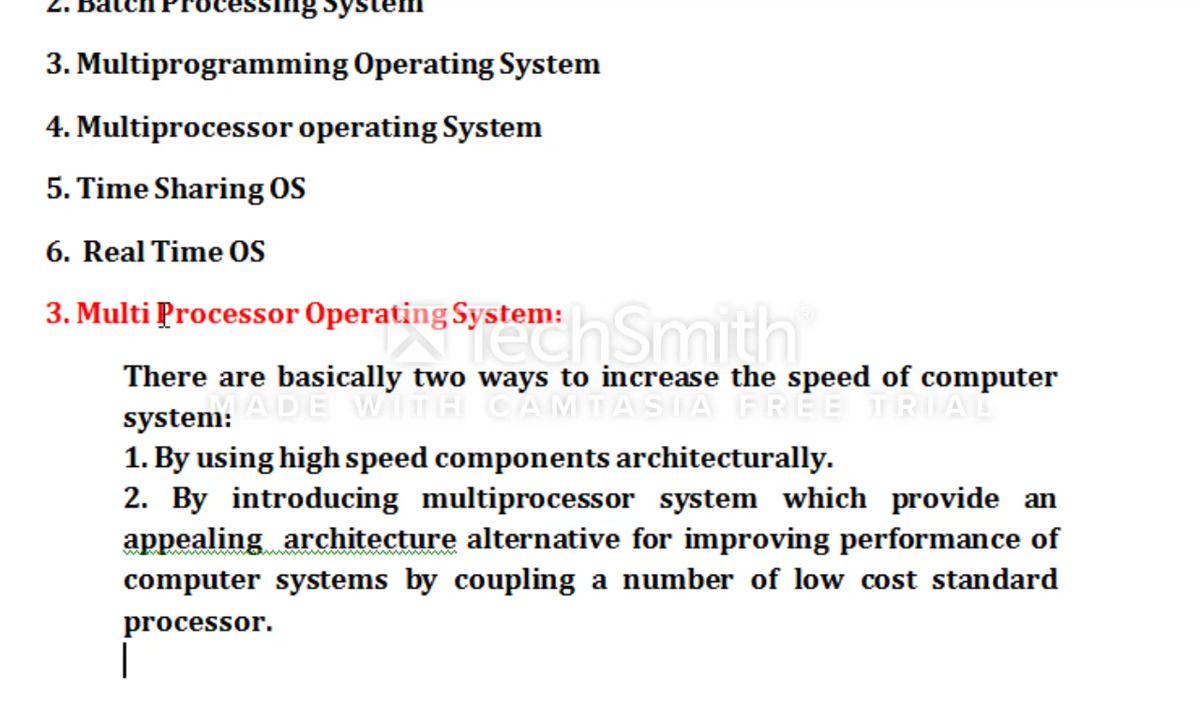 2. Batch Processing System
3. Multiprogramming Operating System
4. Multiprocessor operating System
5. Time Sharing OS
6. Real Time OS
3. Multi Processor Operating System:
TechSmith®
There are basically two ways to increase the speed of computer
MADE WITH CAMTASIA FREE TRIAL
system:
1. By using high speed components architecturally.
2. By introducing multiprocessor system which provide an
appealing architecture alternative for improving performance of
computer systems by coupling a number of low cost standard
processor.